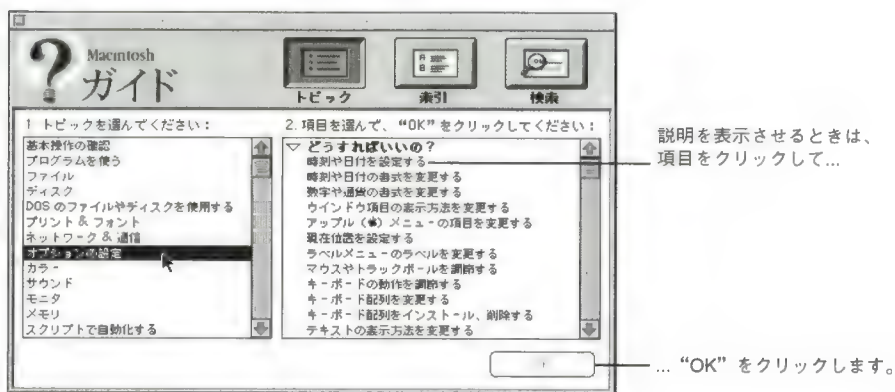 Macintosh
ガイド
トピック
索引
検索
1 トピックを選んでください：
基本操作の確認
プログラムを使う
ファイル
ディスク
DOS のファイルやディスクを使用する
プリント & フォント
ネットワーク & 通信
オプションの設定
カラー
サウンド
モニタ
メモリ
スクリプトで自動化する
2. 項目を選んで、“OK” をクリックしてください：
▽ どうすればいいの？
時刻や日付を設定する
時刻や日付の書式を変更する
数字や通貨の書式を変更する
ウインドウ項目の表示方法を変更する
アップル（）メニューの項目を変更する
現在位置を設定する
ラベルメニューのラベルを変更する
マウスやトラックボールを調節する
キーボードの動作を調節する
キーボード配列を変更する
キーボード配列をインストール、削除する
テキストの表示方法を変更する
説明を表示させるときは、
項目をクリックして...
... “OK” をクリックします。